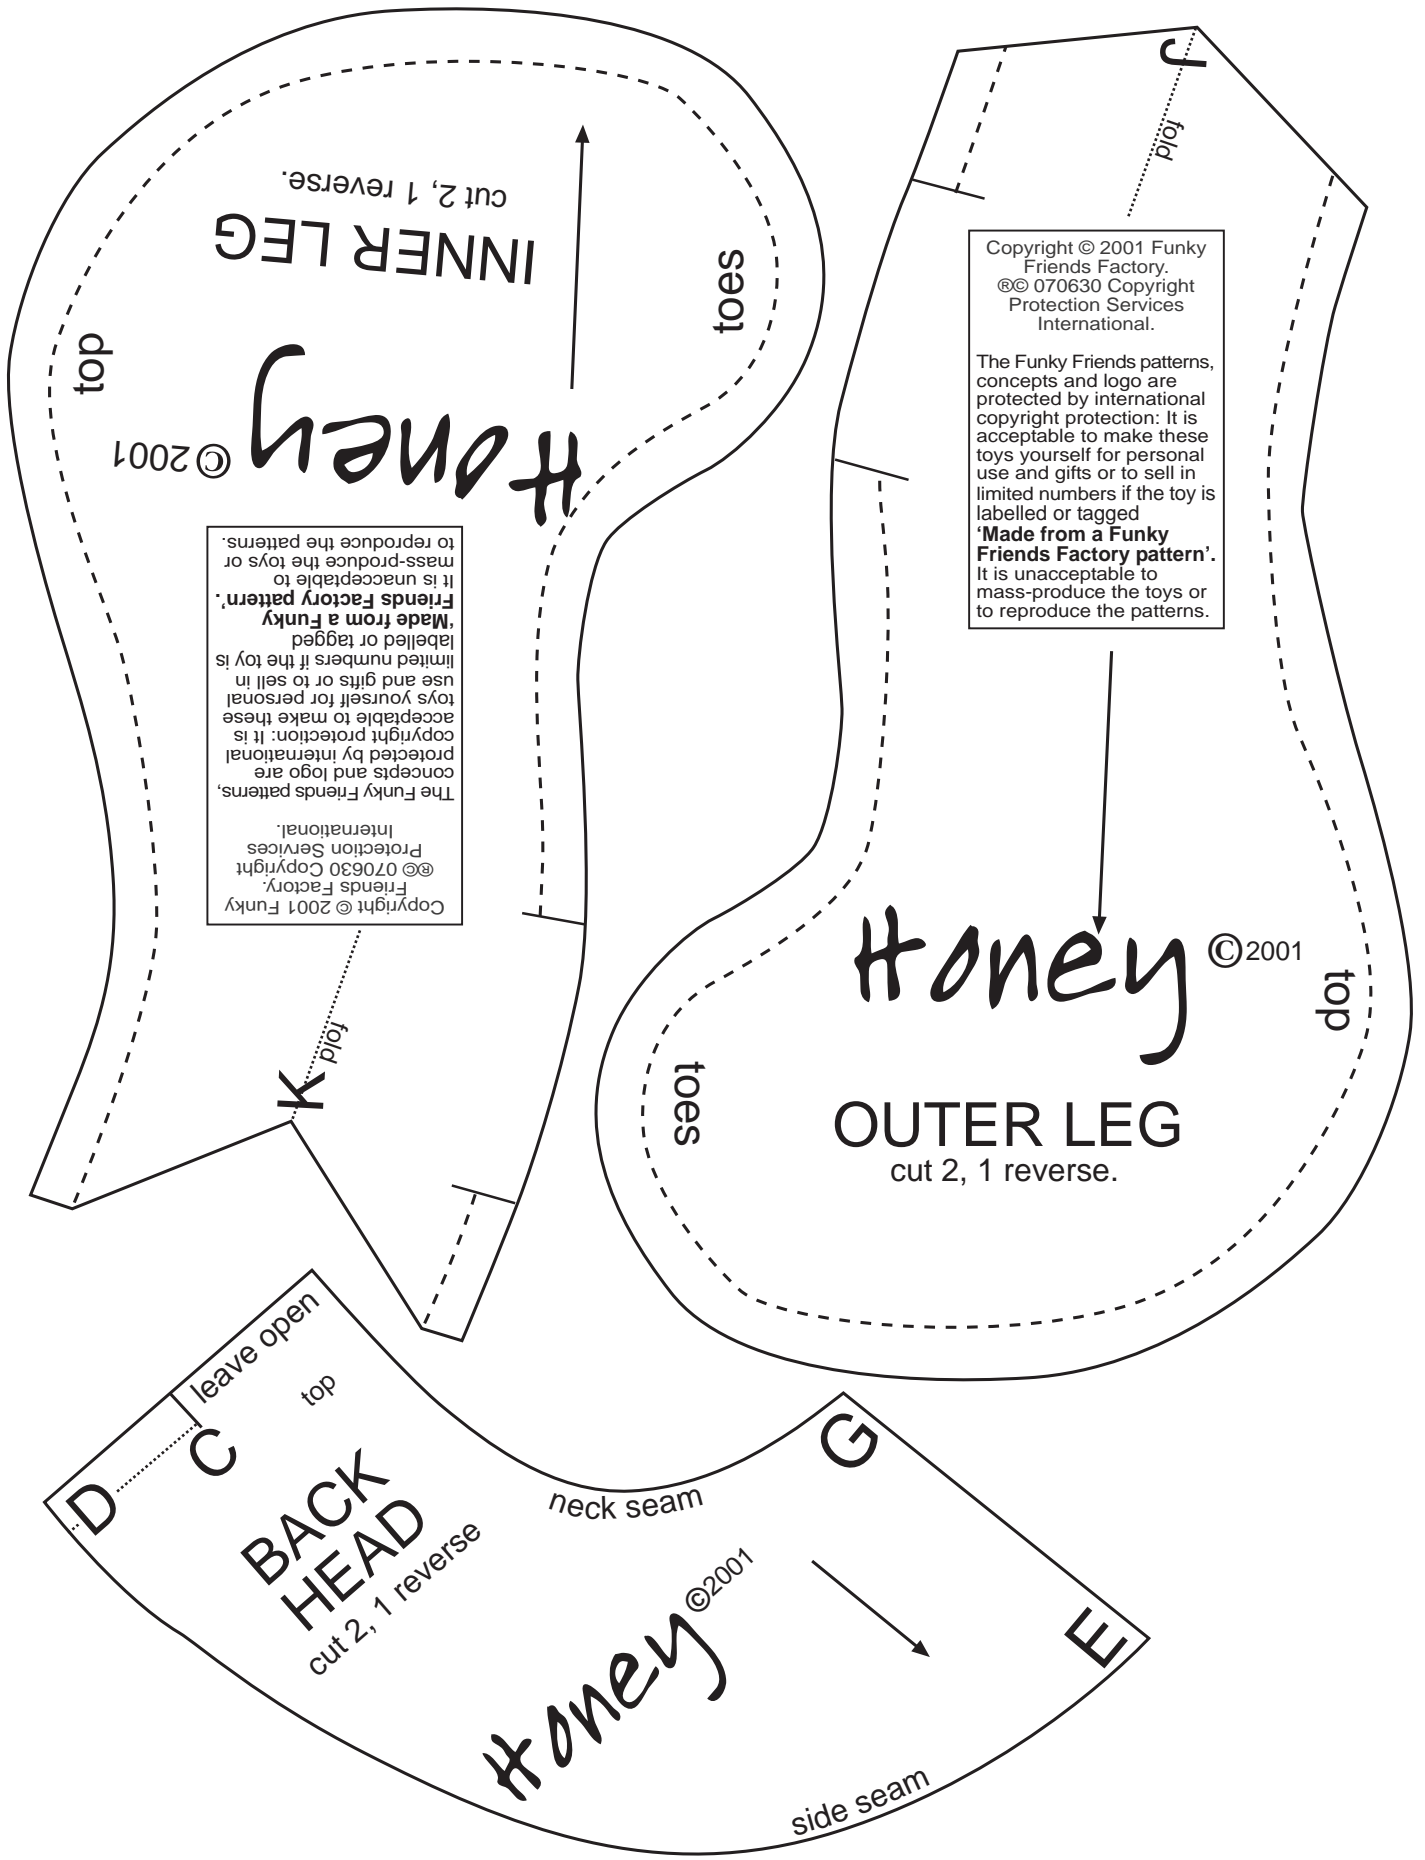 INNER LEG
cut 2, 1 reverse.
top
toes
Honey
©2001
Copyright © 2001 Funky
Friends Factory.
®© 070630 Copyright
Protection Services
International.
The Funky Friends patterns,
concepts and logo are
protected by international
copyright protection: It is
acceptable to make these
toys yourself for personal
use and gifts or to sell in
limited numbers if the toy is
labelled or tagged
‘Made from a Funky
Friends Factory pattern’.
It is unacceptable to
mass-produce the toys or
to reproduce the patterns.
fold
K
J
fold
Copyright © 2001 Funky
Friends Factory.
®© 070630 Copyright
Protection Services
International.
The Funky Friends patterns,
concepts and logo are
protected by international
copyright protection: It is
acceptable to make these
toys yourself for personal
use and gifts or to sell in
limited numbers if the toy is
labelled or tagged
‘Made from a Funky
Friends Factory pattern’.
It is unacceptable to
mass-produce the toys or
to reproduce the patterns.
Honey
©2001
top
toes
OUTER LEG
cut 2, 1 reverse.
leave open
top
C
D
BACK
HEAD
cut 2, 1 reverse
neck seam
G
Honey
©2001
E
side seam